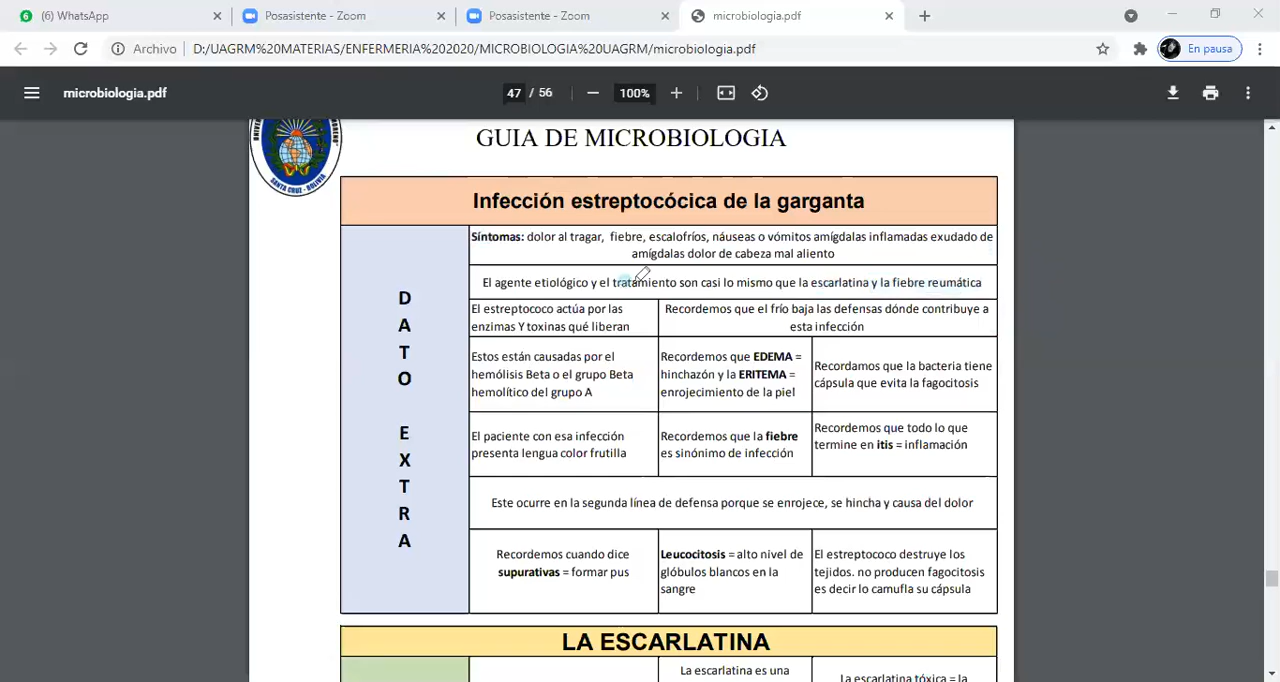 (6) WhatsApp
Posasistente - Zoom
Posasistente - Zoom
microbiologia.pdf
Archivo
D:/UAGRM%20MATERIAS/ENFERMERIA%202020/MICROBIOLOGIA%20UAGRM/microbiologia.pdf
En pausa
microbiologia.pdf
47 / 56
100%
GUIA DE MICROBIOLOGIA
SANTA CRUZ - BOLIVIA
Infección estreptocócica de la garganta
DATO EXTRA
Síntomas: dolor al tragar, fiebre, escalofríos, náuseas o vómitos amígdalas inflamadas exudado de
amígdalas dolor de cabeza mal aliento
El agente etiológico y el tratamiento son casi lo mismo que la escarlatina y la fiebre reumática
El estreptococo actúa por las
enzimas Y toxinas qué liberan
Recordemos que el frío baja las defensas dónde contribuye a
esta infección
Estos están causadas por el
hemólisis Beta o el grupo Beta
hemolítico del grupo A
Recordemos que EDEMA =
hinchazón y la ERITEMA =
enrojecimiento de la piel
Recordamos que la bacteria tiene
cápsula que evita la fagocitosis
El paciente con esa infección
presenta lengua color frutilla
Recordemos que la fiebre
es sinónimo de infección
Recordemos que todo lo que
termine en itis = inflamación
Este ocurre en la segunda línea de defensa porque se enrojece, se hincha y causa del dolor
Recordemos cuando dice
supurativas = formar pus
Leucocitosis = alto nivel de
glóbulos blancos en la
sangre
El estreptococo destruye los
tejidos. no producen fagocitosis
es decir lo camufla su cápsula
LA ESCARLATINA
La escarlatina es una
La escarlatina tóxica = la